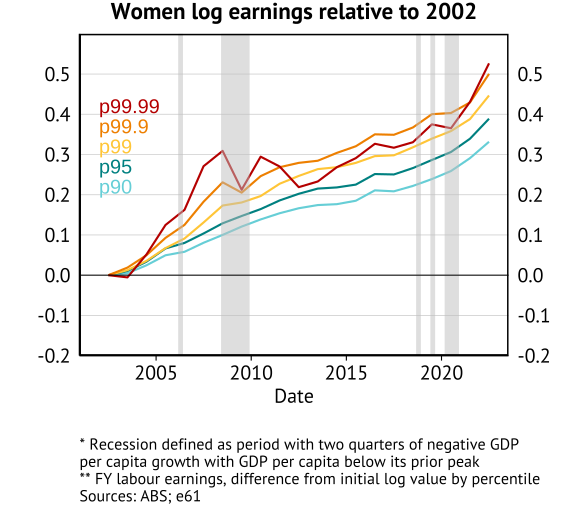 Women log earnings relative to 2002
0.5 0.5
p99.99
0.4 0.4
p99.9
p99
0.3 0.3
p95
p90
0.2 0.2
0.1 0.1
0.0 0.0
-0.1 -0.1
-0.2 -0.2
2005 2010 2015 2020
Date
* Recession defined as period with two quarters of negative GDP
per capita growth with GDP per capita below its prior peak
** FY labour earnings, difference from initial log value by percentile
Sources: ABS; e61